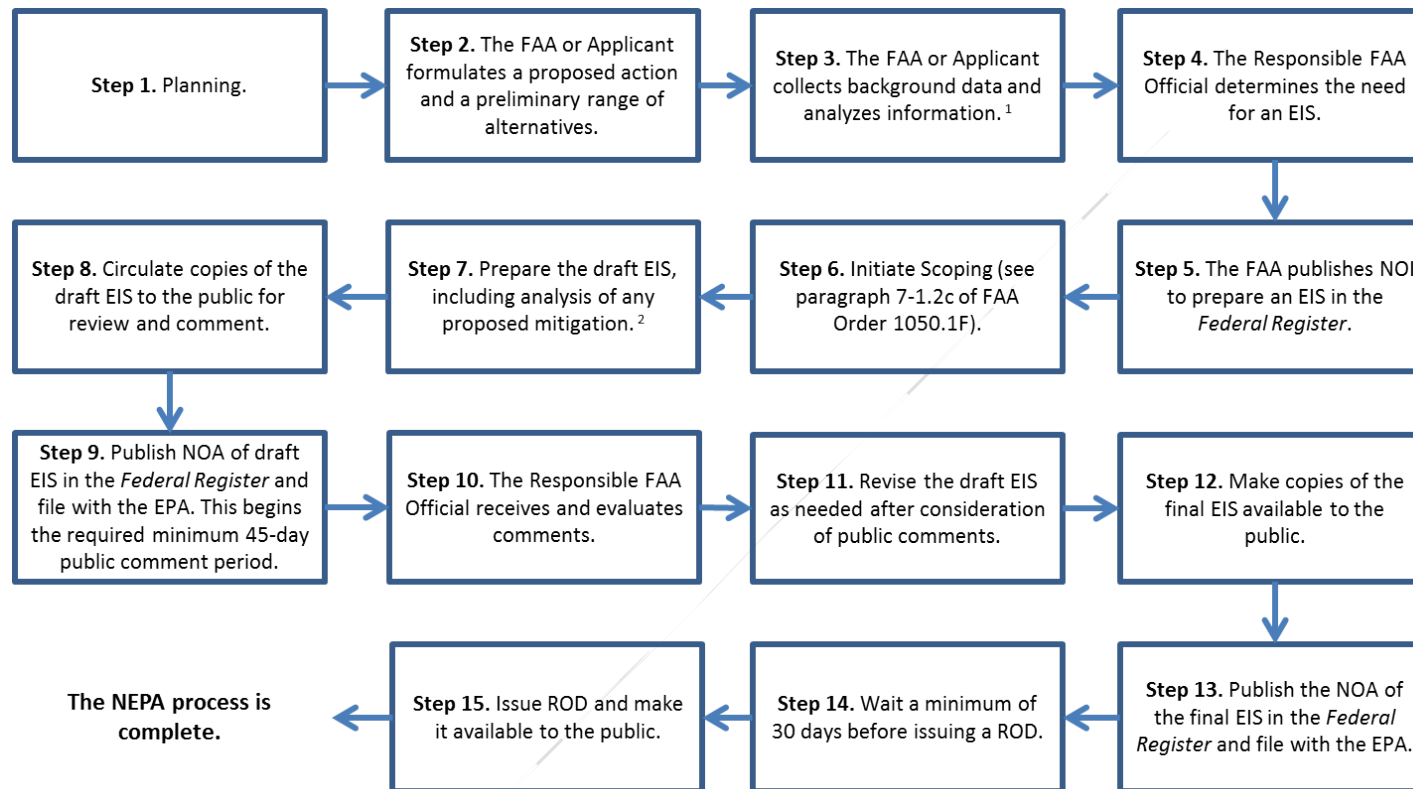 Step 1. Planning.
Step 2. The FAA or Applicant
formulates a proposed action
and a preliminary range of
alternatives.
Step 3. The FAA or Applicant
collects background data and
analyzes information. 1
Step 4. The Responsible FAA
Official determines the need
for an EIS.
Step 5. The FAA publishes NOI
to prepare an EIS in the
Federal Register.
Step 6. Initiate Scoping (see
paragraph 7-1.2c of FAA
Order 1050.1F).
Step 7. Prepare the draft EIS,
including analysis of any
proposed mitigation. 2
Step 8. Circulate copies of the
draft EIS to the public for
review and comment.
Step 9. Publish NOA of draft
EIS in the Federal Register and
file with the EPA. This begins
the required minimum 45-day
public comment period.
Step 10. The Responsible FAA
Official receives and evaluates
comments.
Step 11. Revise the draft EIS
as needed after consideration
of public comments.
Step 12. Make copies of the
final EIS available to the
public.
Step 13. Publish the NOA of
the final EIS in the Federal
Register and file with the EPA.
Step 14. Wait a minimum of
30 days before issuing a ROD.
Step 15. Issue ROD and make
it available to the public.
The NEPA process is
complete.